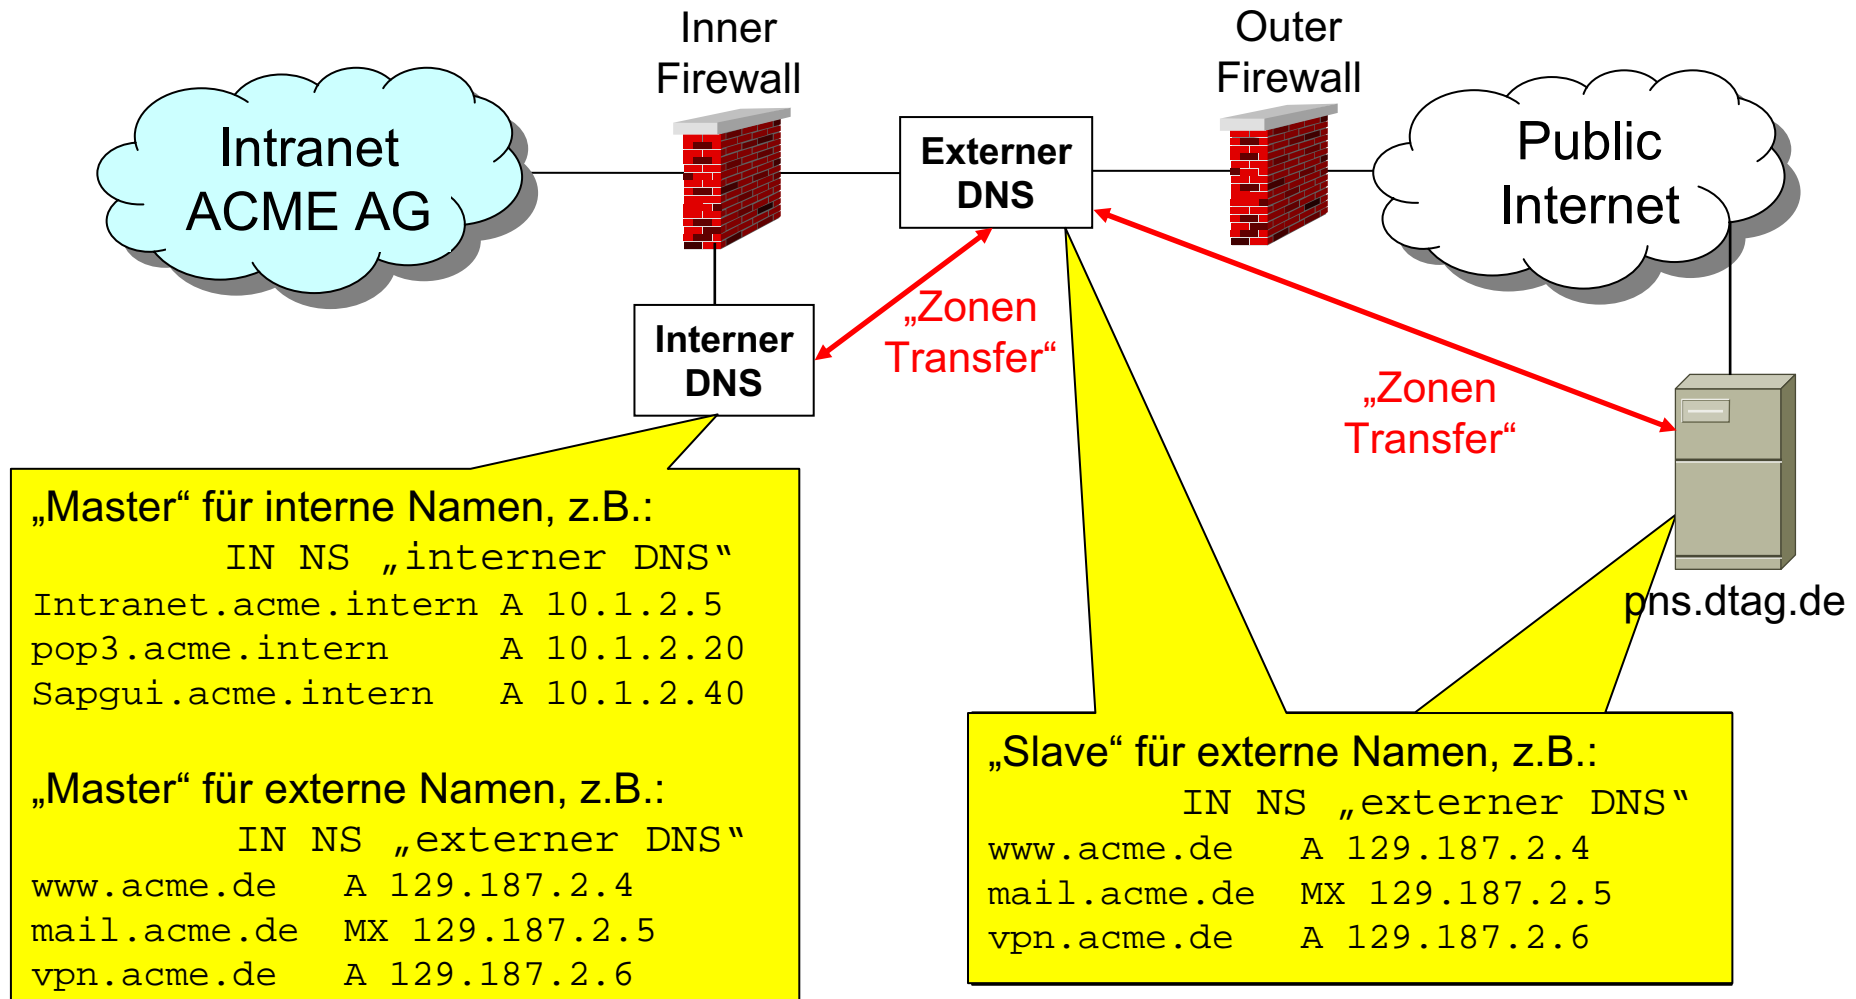 Inner
Firewall
Outer
Firewall
Intranet
ACME AG
Externer
DNS
Public
Internet
Interner
DNS
„Zonen
Transfer“
„Zonen
Transfer“
pns.dtag.de
„Master“ für interne Namen, z.B.:
IN NS „interner DNS“
Intranet.acme.intern A 10.1.2.5
pop3.acme.intern A 10.1.2.20
Sapgui.acme.intern A 10.1.2.40
„Master“ für externe Namen, z.B.:
IN NS „externer DNS“
www.acme.de A 129.187.2.4
mail.acme.de MX 129.187.2.5
vpn.acme.de A 129.187.2.6
„Slave“ für externe Namen, z.B.:
IN NS „externer DNS“
www.acme.de A 129.187.2.4
mail.acme.de MX 129.187.2.5
vpn.acme.de A 129.187.2.6